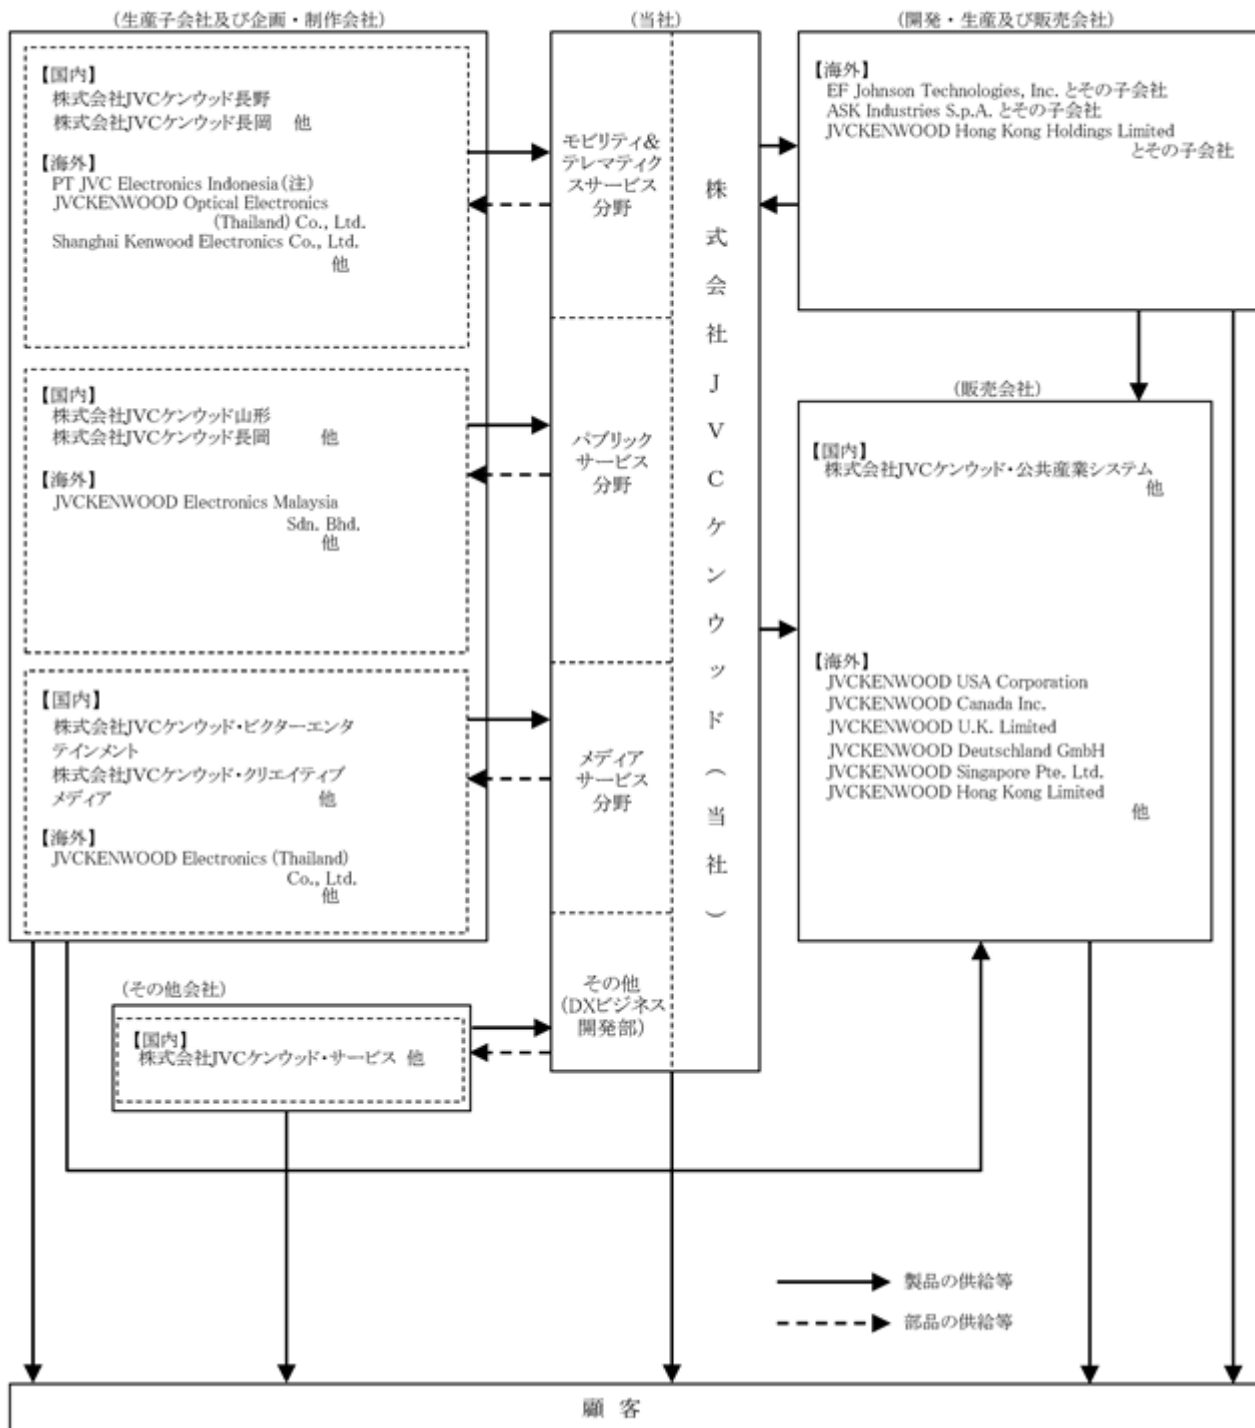 (生産子会社及び企画・制作会社)
【国内】
株式会社JVCケンウッド長野
株式会社JVCケンウッド長岡 他
【海外】
PT JVC Electronics Indonesia(注)
JVCKENWOOD Optical Electronics
(Thailand) Co., Ltd.
Shanghai Kenwood Electronics Co., Ltd.
他
【国内】
株式会社JVCケンウッド山形
株式会社JVCケンウッド長岡 他
【海外】
JVCKENWOOD Electronics Malaysia
Sdn. Bhd.
他
【国内】
株式会社JVCケンウッド・ビクターエンタ
テインメント
株式会社JVCケンウッド・クリエイティブ
メディア 他
【海外】
JVCKENWOOD Electronics (Thailand)
Co., Ltd.
他
(その他会社)
【国内】
株式会社JVCケンウッド・サービス 他
(当社)
モビリティ&
テレマティク
スサービス
分野
パブリック
サービス
分野
メディア
サービス
分野
その他
(DXビジネス
開発部)
株式会社JVCケンウッド(当社)
(開発・生産及び販売会社)
【海外】
EF Johnson Technologies, Inc. とその子会社
ASK Industries S.p.A. とその子会社
JVCKENWOOD Hong Kong Holdings Limited
とその子会社
(販売会社)
【国内】
株式会社JVCケンウッド・公共産業システム
他
【海外】
JVCKENWOOD USA Corporation
JVCKENWOOD Canada Inc.
JVCKENWOOD U.K. Limited
JVCKENWOOD Deutschland GmbH
JVCKENWOOD Singapore Pte. Ltd.
JVCKENWOOD Hong Kong Limited
他
製品の供給等
部品の供給等
顧客